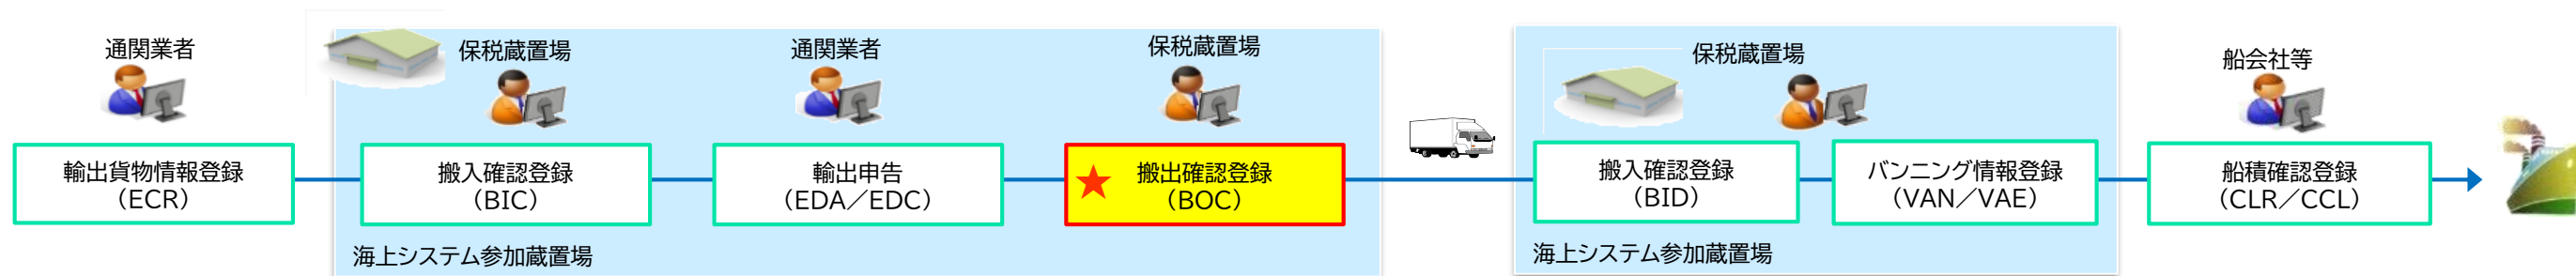 通関業者
輸出貨物情報登録
（ECR）
保税蔵置場
搬入確認登録
（BIC）
通関業者
輸出申告
（EDA／EDC）
保税蔵置場
★ 搬出確認登録
（BOC）
海上システム参加蔵置場
保税蔵置場
搬入確認登録
（BID）
バンニング情報登録
（VAN／VAE）
海上システム参加蔵置場
船会社等
船積確認登録
（CLR／CCL）